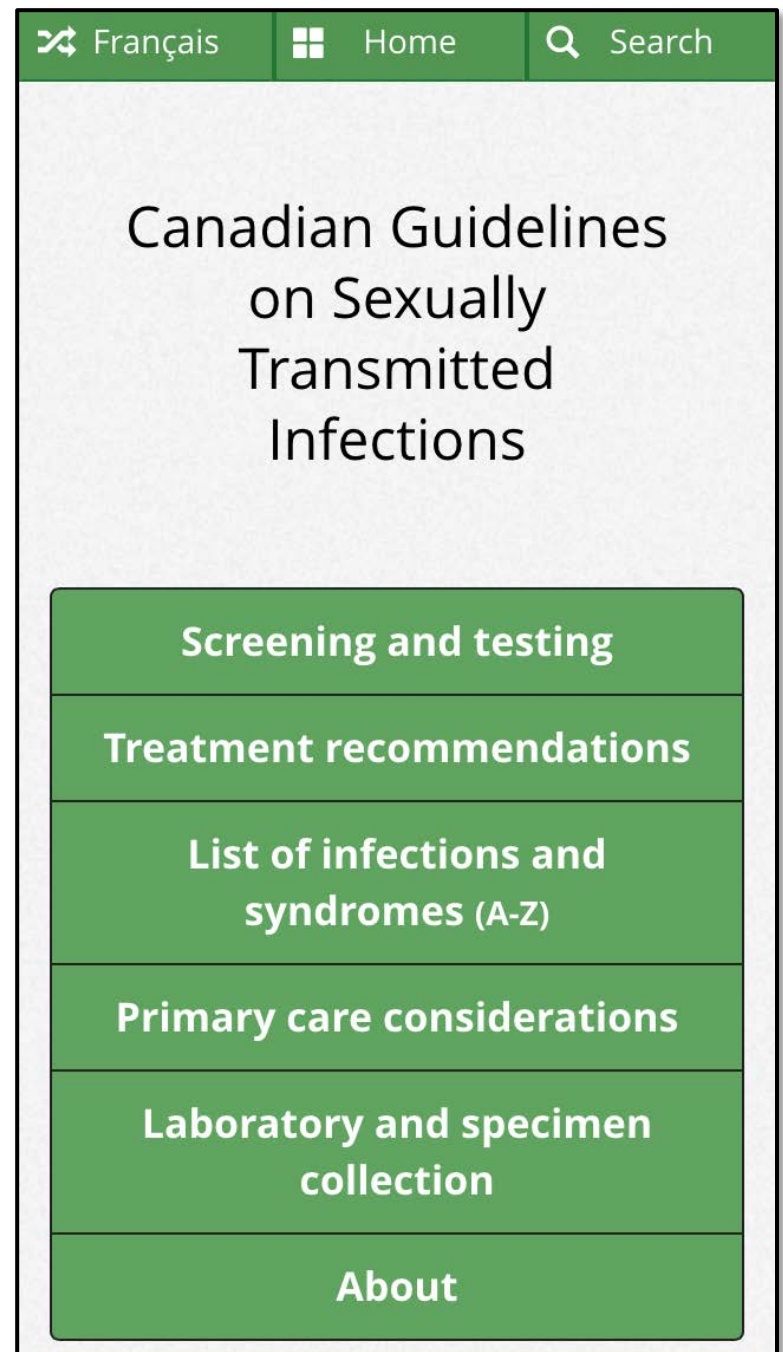 Français Home Search
Canadian Guidelines
on Sexually
Transmitted
Infections
Screening and testing
Treatment recommendations
List of infections and
syndromes (A-Z)
Primary care considerations
Laboratory and specimen
collection
About